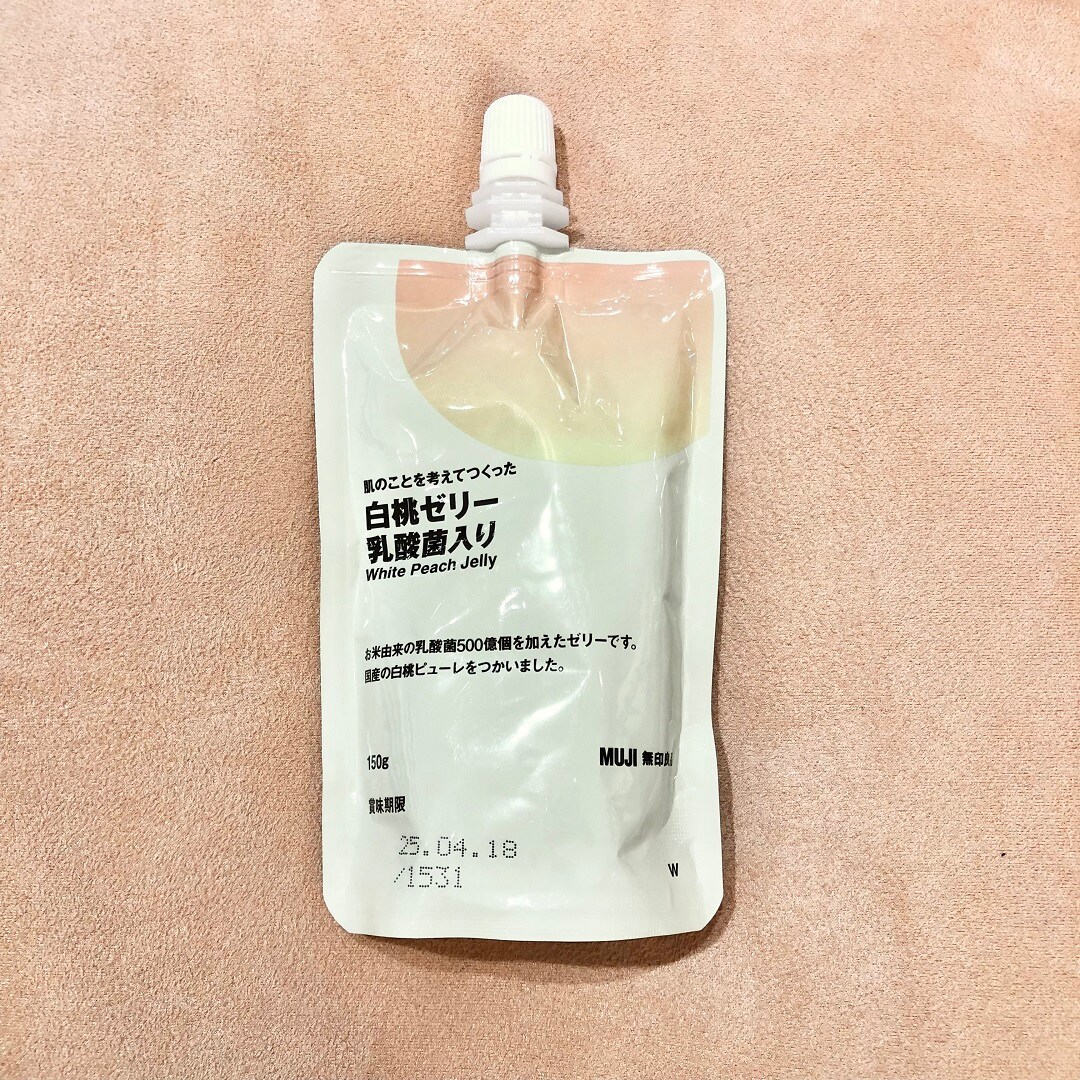 肌のことを考えてつくった
白桃ゼリー
乳酸菌入り
White Peach Jelly
お米由来の乳酸菌500億個を加えたゼリーです。
国産の白桃ピューレをつかいました。
150g
MUJI 無印良品
賞味期限
25.04.18
/1531
W